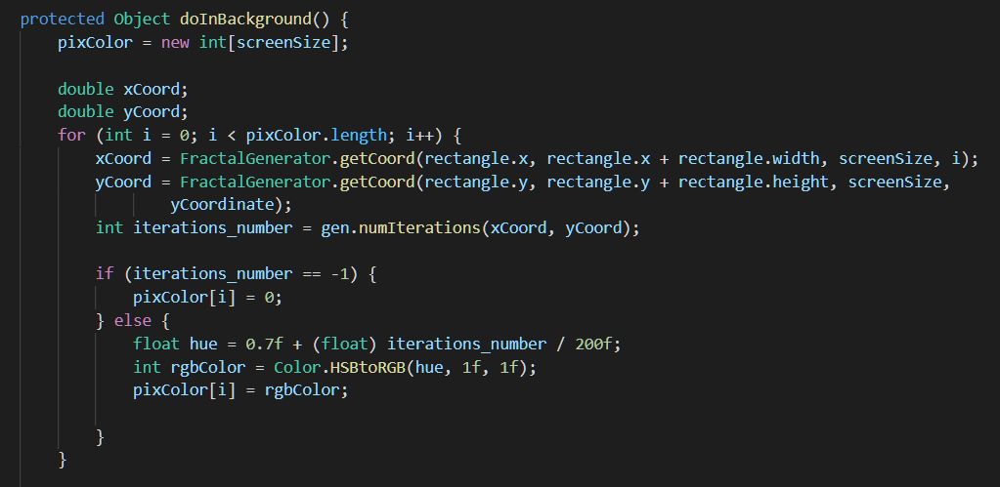 protected Object doInBackground() {
pixColor = new int[screenSize];
double xCoord;
double yCoord;
for (int i = 0; i < pixColor.length; i++) {
xCoord = FractalGenerator.getCoord(rectangle.x, rectangle.x + rectangle.width, screenSize, i);
yCoord = FractalGenerator.getCoord(rectangle.y, rectangle.y + rectangle.height, screenSize,
yCoordinate);
int iterations_number = gen.numIterations(xCoord, yCoord);
if (iterations_number == -1) {
pixColor[i] = 0;
} else {
float hue = 0.7f + (float) iterations_number / 200f;
int rgbColor = Color.HSBtoRGB(hue, 1f, 1f);
pixColor[i] = rgbColor;
}
}